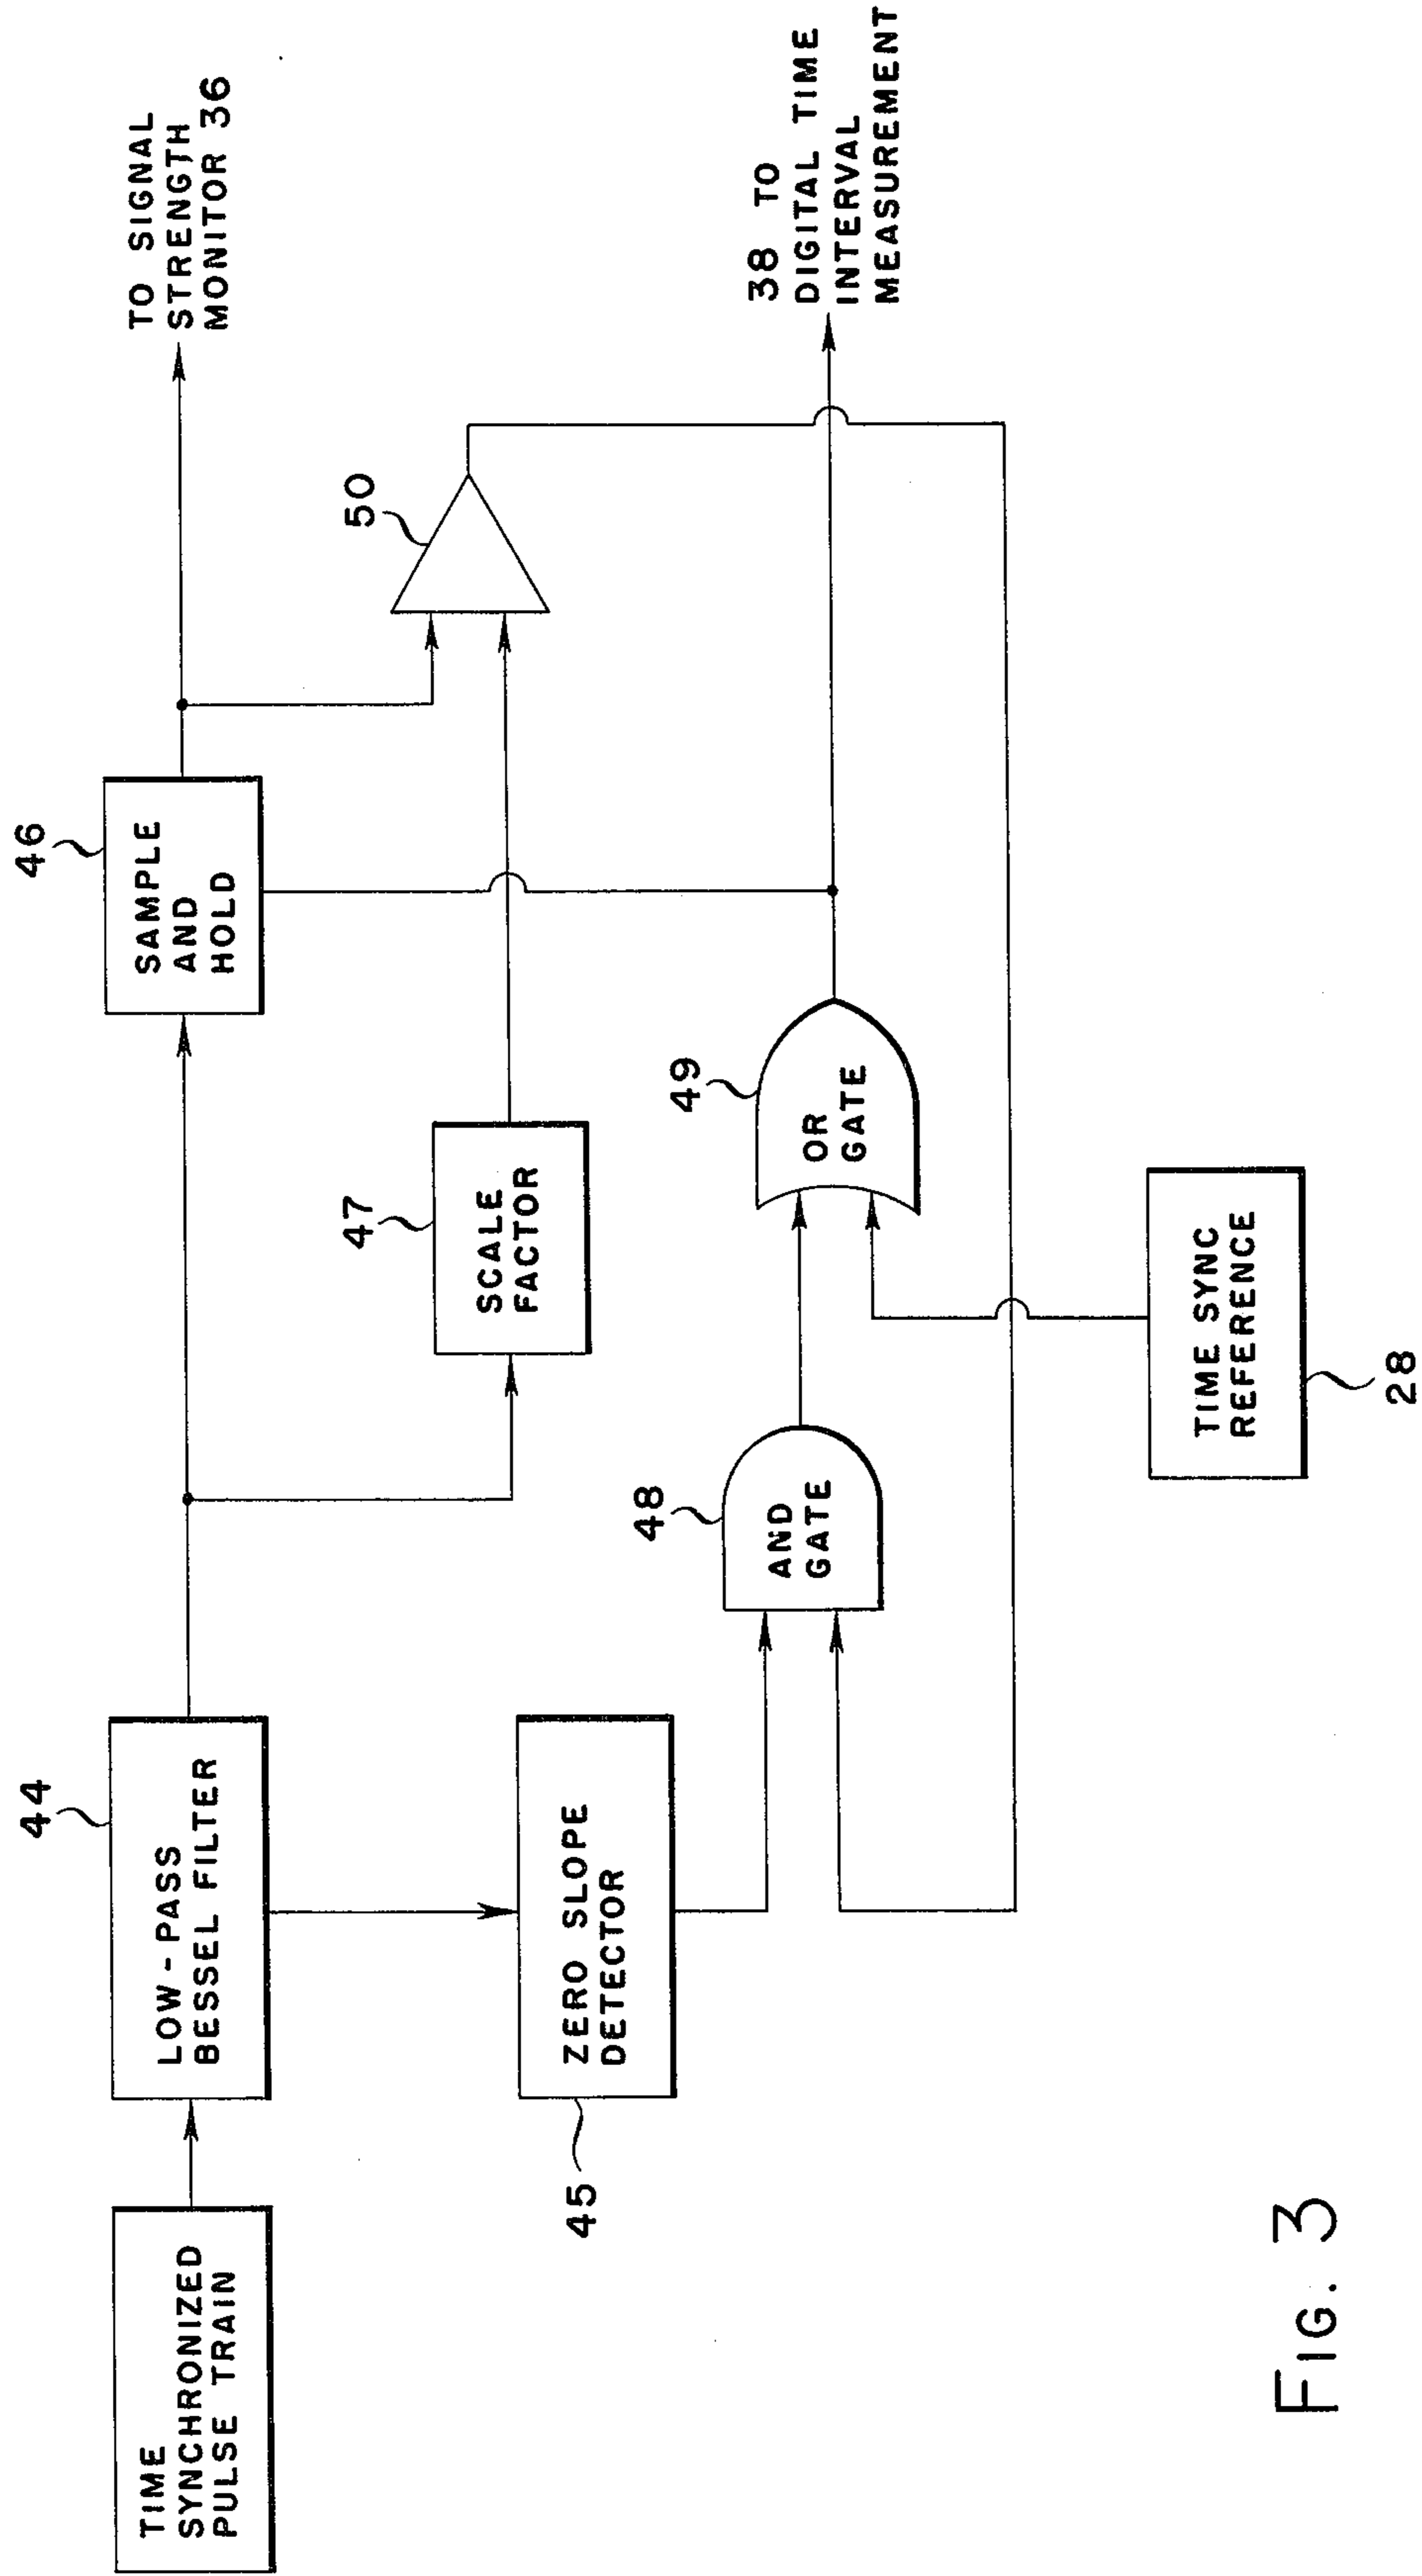 TIME
SYNCHRONIZED
PULSE TRAIN
44
LOW-PASS
BESSEL FILTER
46
SAMPLE
AND
HOLD
TO SIGNAL
STRENGTH
MONITOR 36
45
ZERO SLOPE
DETECTOR
47
SCALE
FACTOR
50
48
AND
GATE
49
OR
GATE
38 TO
DIGITAL TIME
INTERVAL
MEASUREMENT
TIME SYNC
REFERENCE
28
FIG. 3